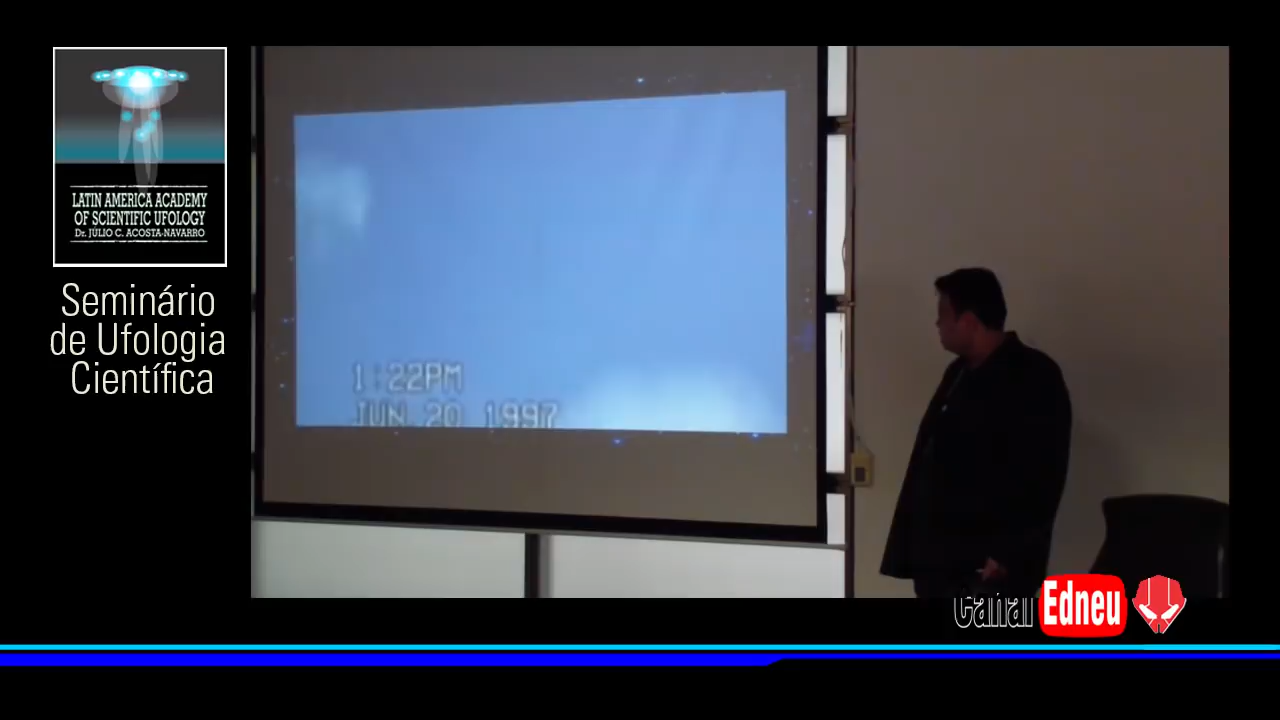 LATIN AMERICA ACADEMY
OF SCIENTIFIC UFOLOGY
Dr. JÚLIO C. ACOSTA-NAVARRO
Seminário
de Ufologia
Científica
1:22PM
JUN.20 1997
Canal Edneu